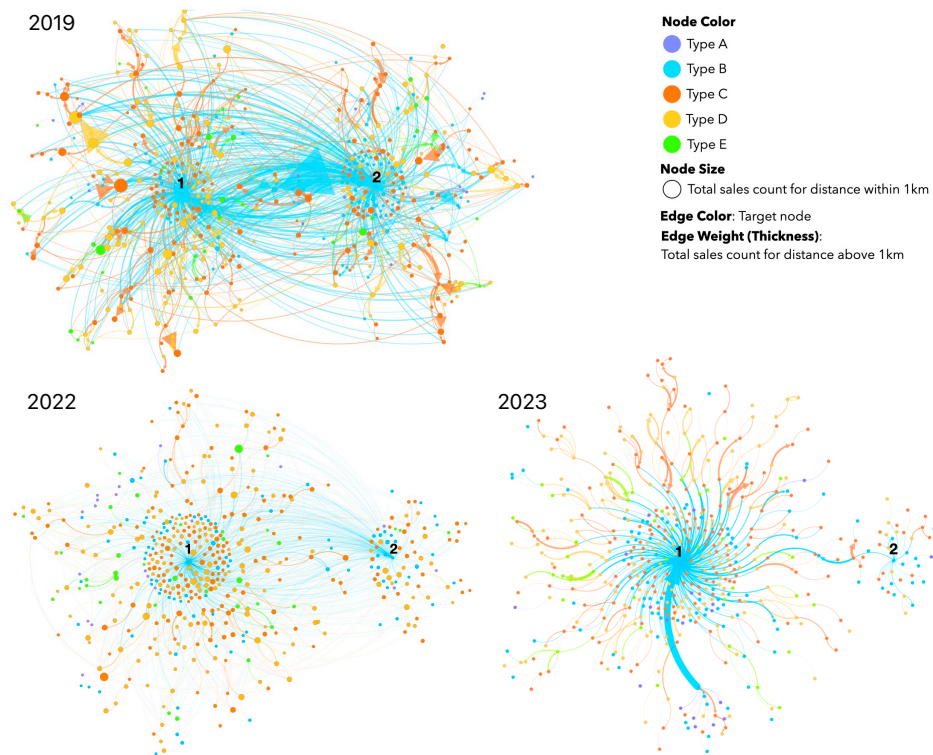 2019
Node Color
Type A
Type B
Type C
Type D
Type E
Node Size
Total sales count for distance within 1km
Edge Color: Target node
Edge Weight (Thickness):
Total sales count for distance above 1km
1
2
2022
1
2
2023
1
2